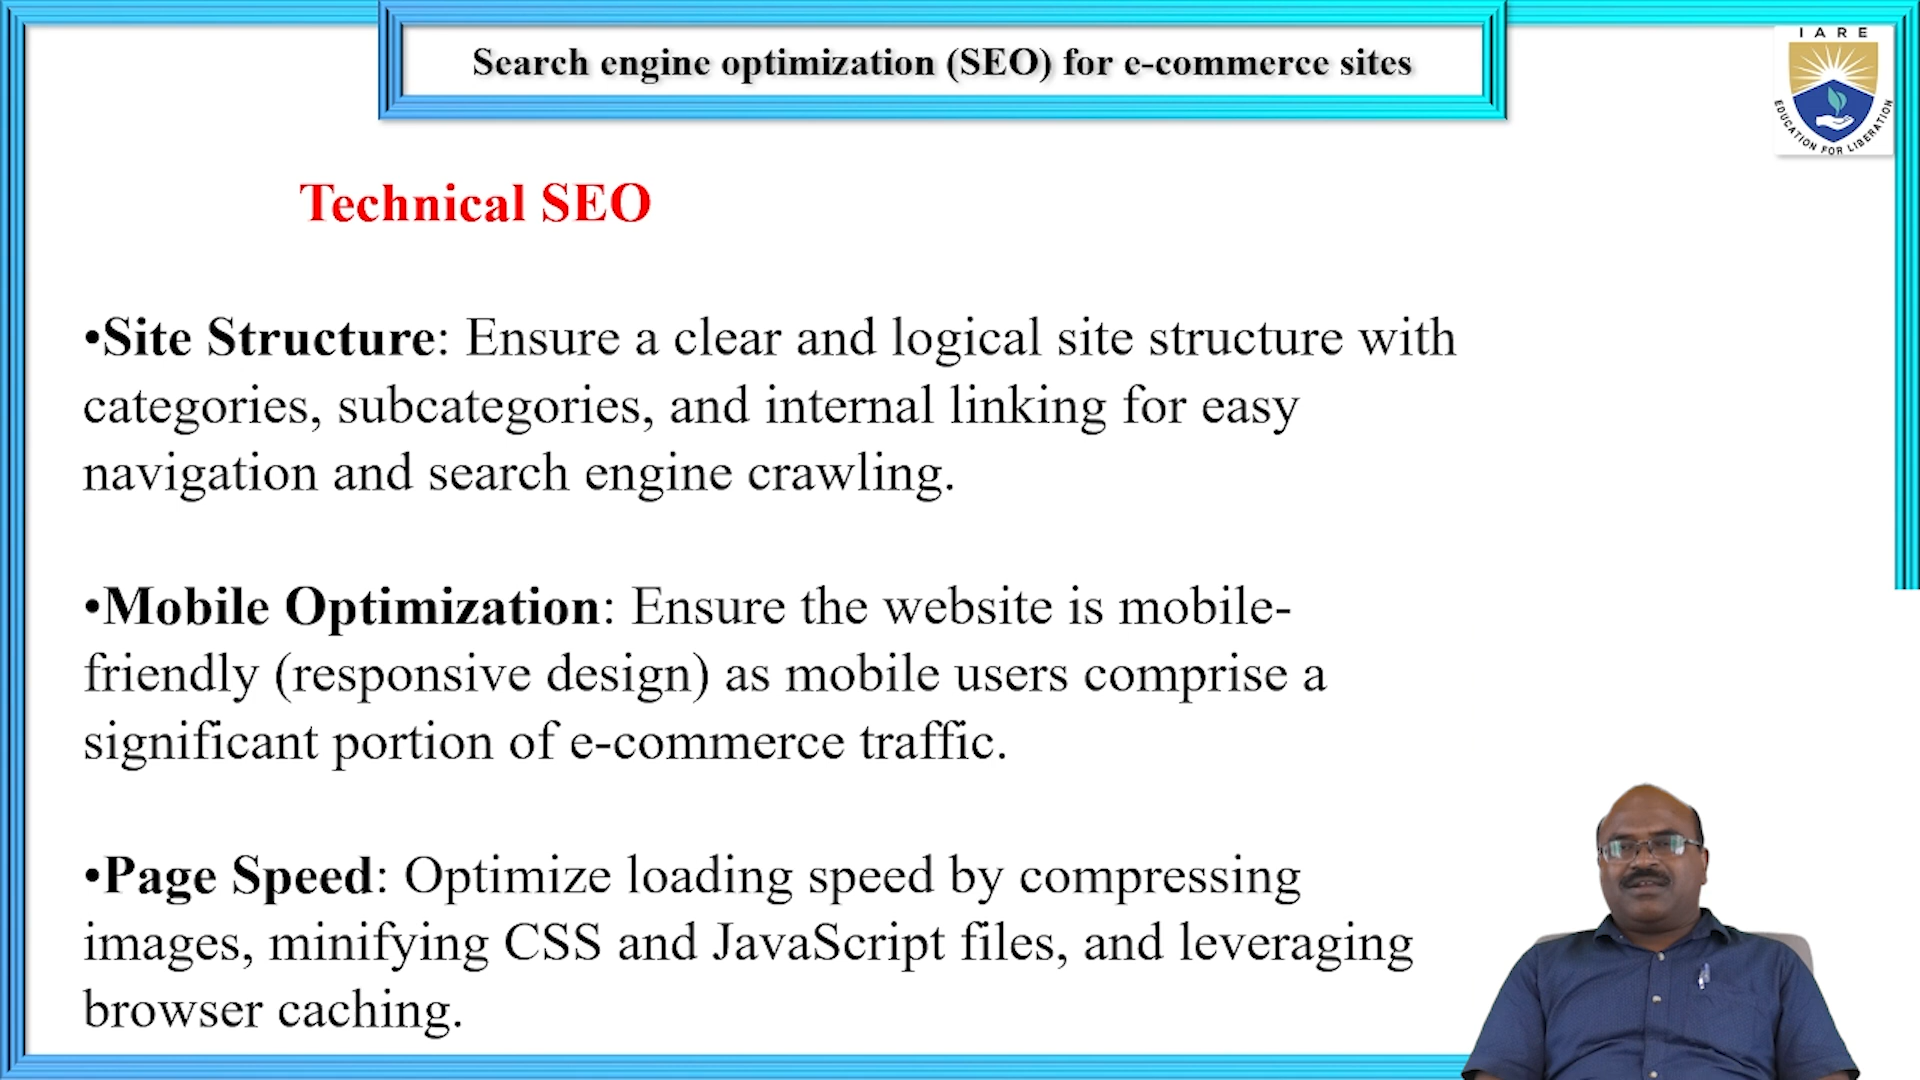 Search engine optimization (SEO) for e-commerce sites
IARE
EDUCATION FOR LIBERATION
Technical SEO
•Site Structure: Ensure a clear and logical site structure with
categories, subcategories, and internal linking for easy
navigation and search engine crawling.
•Mobile Optimization: Ensure the website is mobile-
friendly (responsive design) as mobile users comprise a
significant portion of e-commerce traffic.
•Page Speed: Optimize loading speed by compressing
images, minifying CSS and JavaScript files, and leveraging
browser caching.